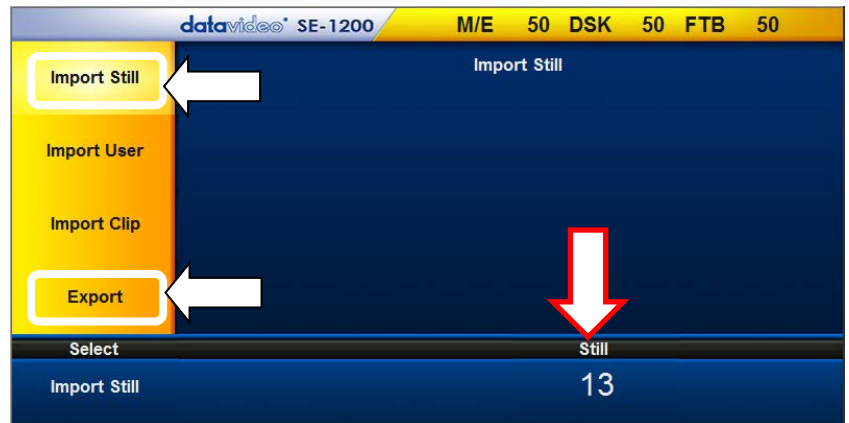 datavideo SE-1200 M/E 50 DSK 50 FTB 50
Import Still
Import Still
Import User
Import Clip
Export
Select Still
Import Still 13